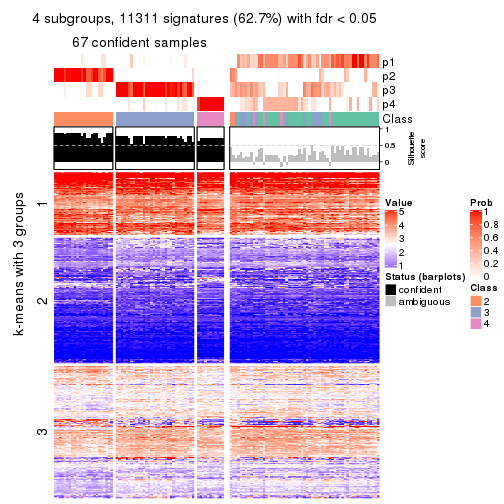 4 subgroups, 11311 signatures (62.7%) with fdr < 0.05
67 confident samples
p1
p2
p3
p4
Class
1
0.5
0
Silhouette
score
k-means with 3 groups
1
2
3
Value
5
4
3
2
1
Status (barplots)
confident
ambiguous
Prob
1
0.8
0.6
0.4
0.2
0
Class
2
3
4